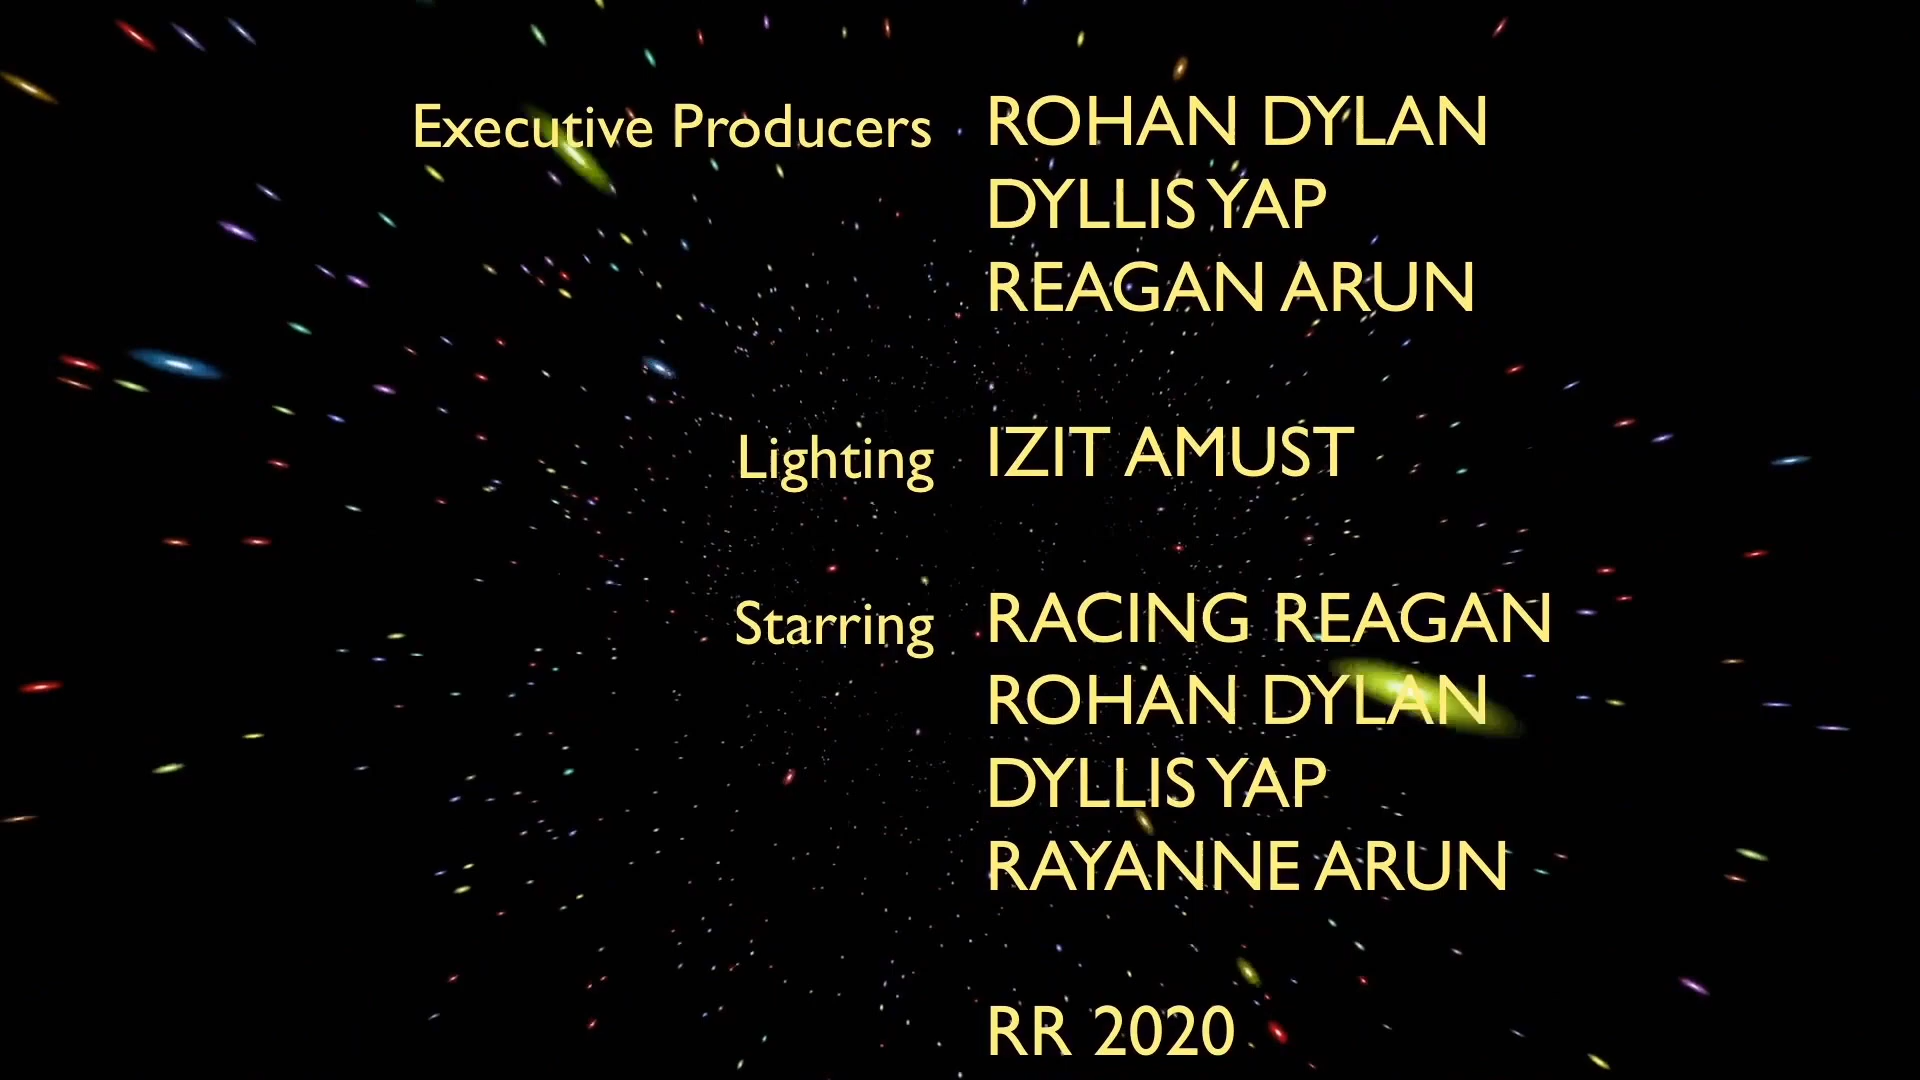 Executive Producers ROHAN DYLAN
DYLLIS YAP
REAGAN ARUN
Lighting IZIT AMUST
Starring RACING REAGAN
ROHAN DYLAN
DYLLIS YAP
RAYANNE ARUN
RR 2020